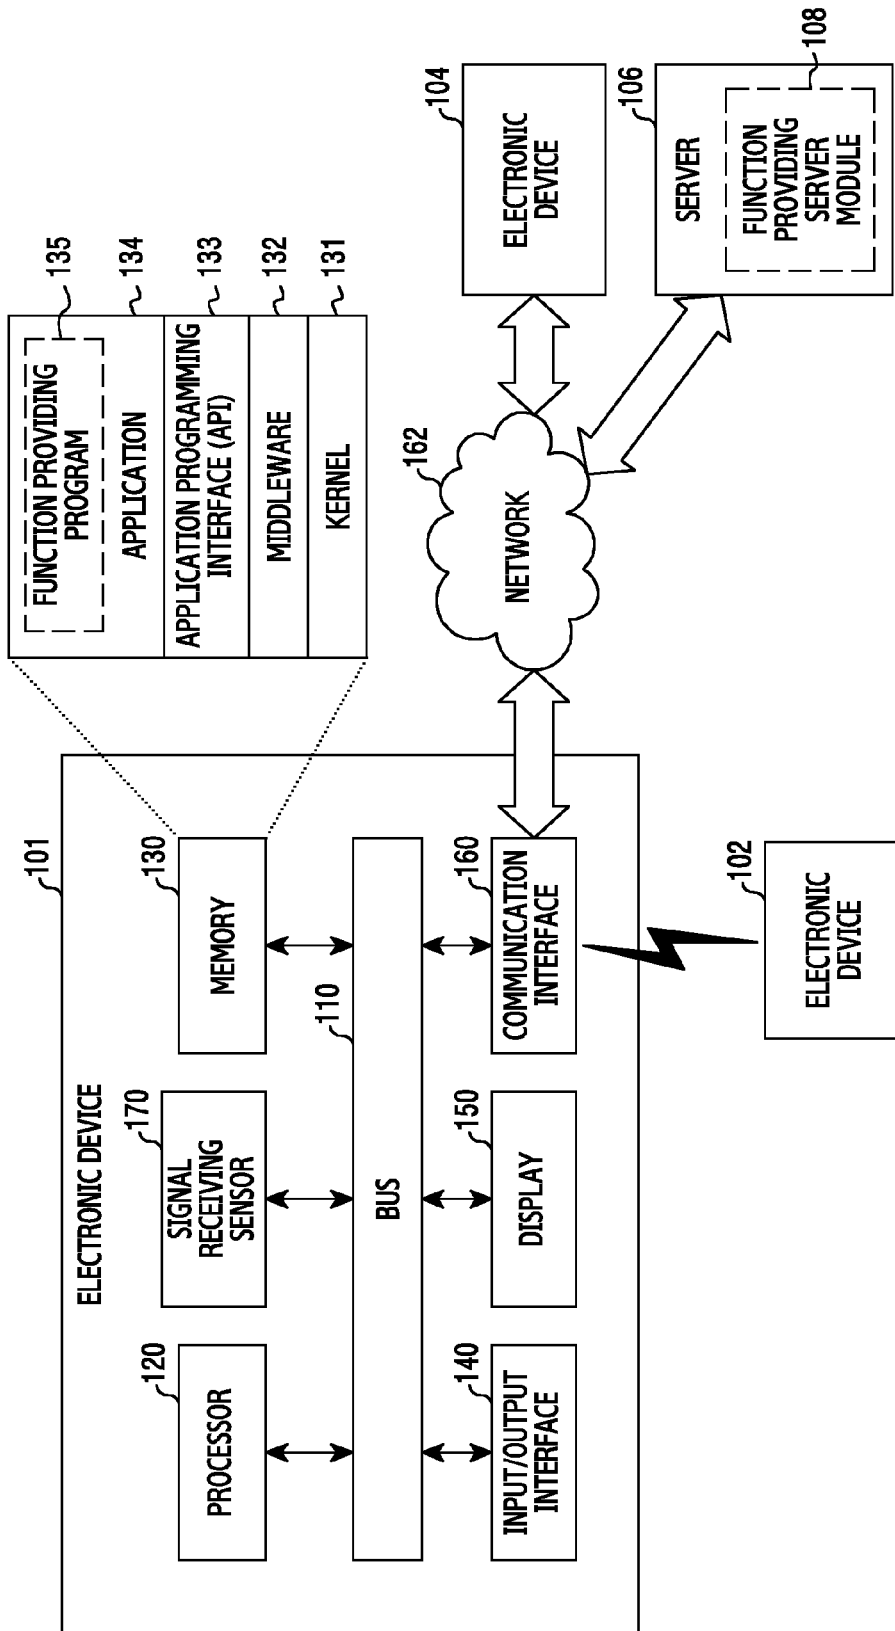 101
ELECTRONIC DEVICE
120
PROCESSOR
170
SIGNAL
RECEIVING
SENSOR
130
MEMORY
110
BUS
140
INPUT/OUTPUT
INTERFACE
150
DISPLAY
160
COMMUNICATION
INTERFACE
135
FUNCTION PROVIDING
PROGRAM
134
APPLICATION
133
APPLICATION PROGRAMMING
INTERFACE (API)
132
MIDDLEWARE
131
KERNEL
162
NETWORK
102
ELECTRONIC
DEVICE
104
ELECTRONIC
DEVICE
106
SERVER
108
FUNCTION
PROVIDING
SERVER
MODULE